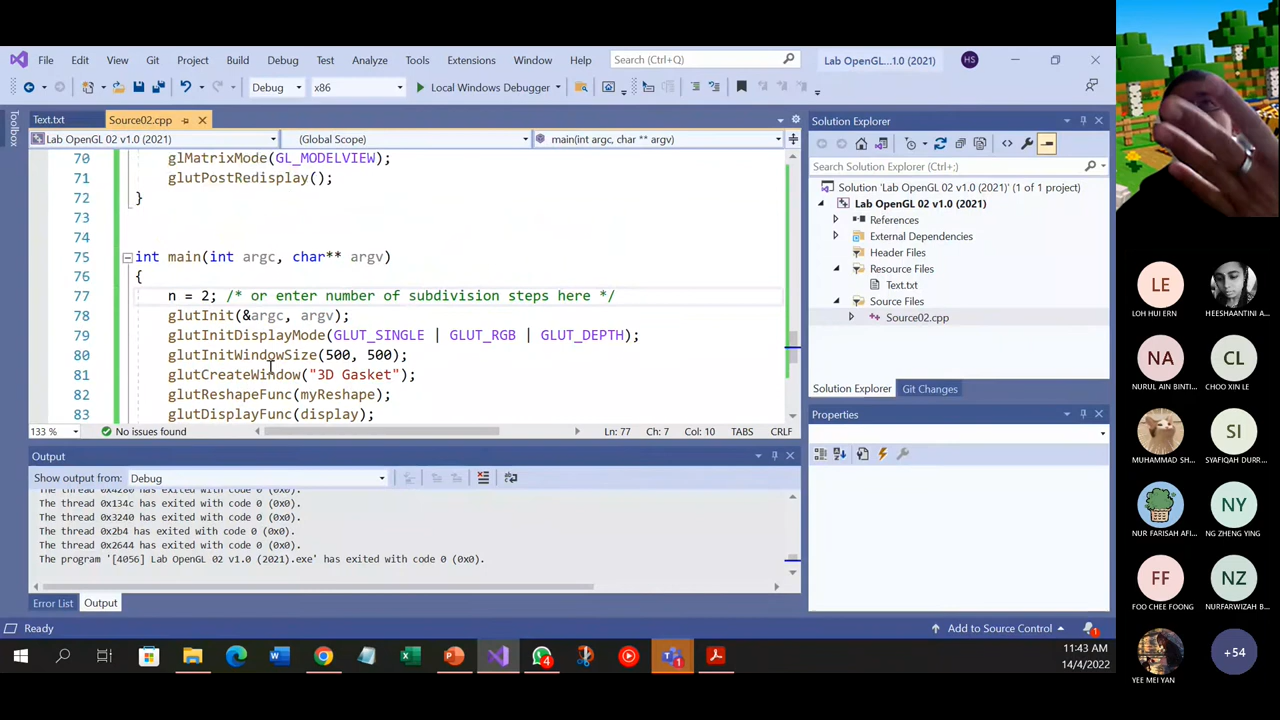 File Edit View Git Project Build Debug Test Analyze Tools Extensions Window Help Search (Ctrl+Q) Lab OpenGL ...1.0 (2021) HS
Debug x86 Local Windows Debugger
Toolbox
Text.txt Source02.cpp
Lab OpenGL 02 v1.0 (2021) (Global Scope) main(int argc, char ** argv)
70 glMatrixMode(GL_MODELVIEW);
71 glutPostRedisplay();
72 }
73
74
75 int main(int argc, char** argv)
76 {
77 n = 2; /* or enter number of subdivision steps here */
78 glutInit(&argc, argv);
79 glutInitDisplayMode(GLUT_SINGLE | GLUT_RGB | GLUT_DEPTH);
80 glutInitWindowSize(500, 500);
81 glutCreateWindow("3D Gasket");
82 glutReshapeFunc(myReshape);
83 glutDisplayFunc(display);
133 % No issues found Ln: 77 Ch: 7 Col: 10 TABS CRLF
Output
Show output from: Debug
The thread 0x4280 has exited with code 0 (0x0).
The thread 0x134c has exited with code 0 (0x0).
The thread 0x3240 has exited with code 0 (0x0).
The thread 0x2b4 has exited with code 0 (0x0).
The thread 0x2644 has exited with code 0 (0x0).
The program '[4056] Lab OpenGL 02 v1.0 (2021).exe' has exited with code 0 (0x0).
Error List Output
Solution Explorer
Search Solution Explorer (Ctrl+;)
Solution 'Lab OpenGL 02 v1.0 (2021)' (1 of 1 project)
Lab OpenGL 02 v1.0 (2021)
References
External Dependencies
Header Files
Resource Files
Text.txt
Source Files
Source02.cpp
Solution Explorer Git Changes
Properties
Ready Add to Source Control 1
4 1
11:43 AM
14/4/2022
LE
LOH HUI ERN HEESHAANTINI A...
NA CL
NURUL AIN BINTI... CHOO XIN LE
SI
MUHAMMAD SH... SYAFIQAH DURR...
NY
NUR FARISAH AFI... NG ZHENG YING
FF NZ
FOO CHEE FOONG NURFARWIZAH B...
+54
YEE MEI YAN